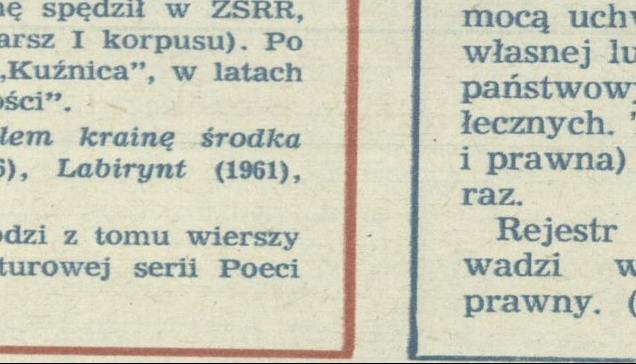 nę spędził w ZSRR,
arsz I korpusu). Po
„Kuźnica”, w latach
ości”.
łem krainę środka
6), Labirynt (1961),
odzi z tomu wierszy
turowej serii Poeci
mocą uchw
własnej lu
państwowy
łecznych. T
i prawna)
raz.
Rejestr
wadzi w
prawny. (